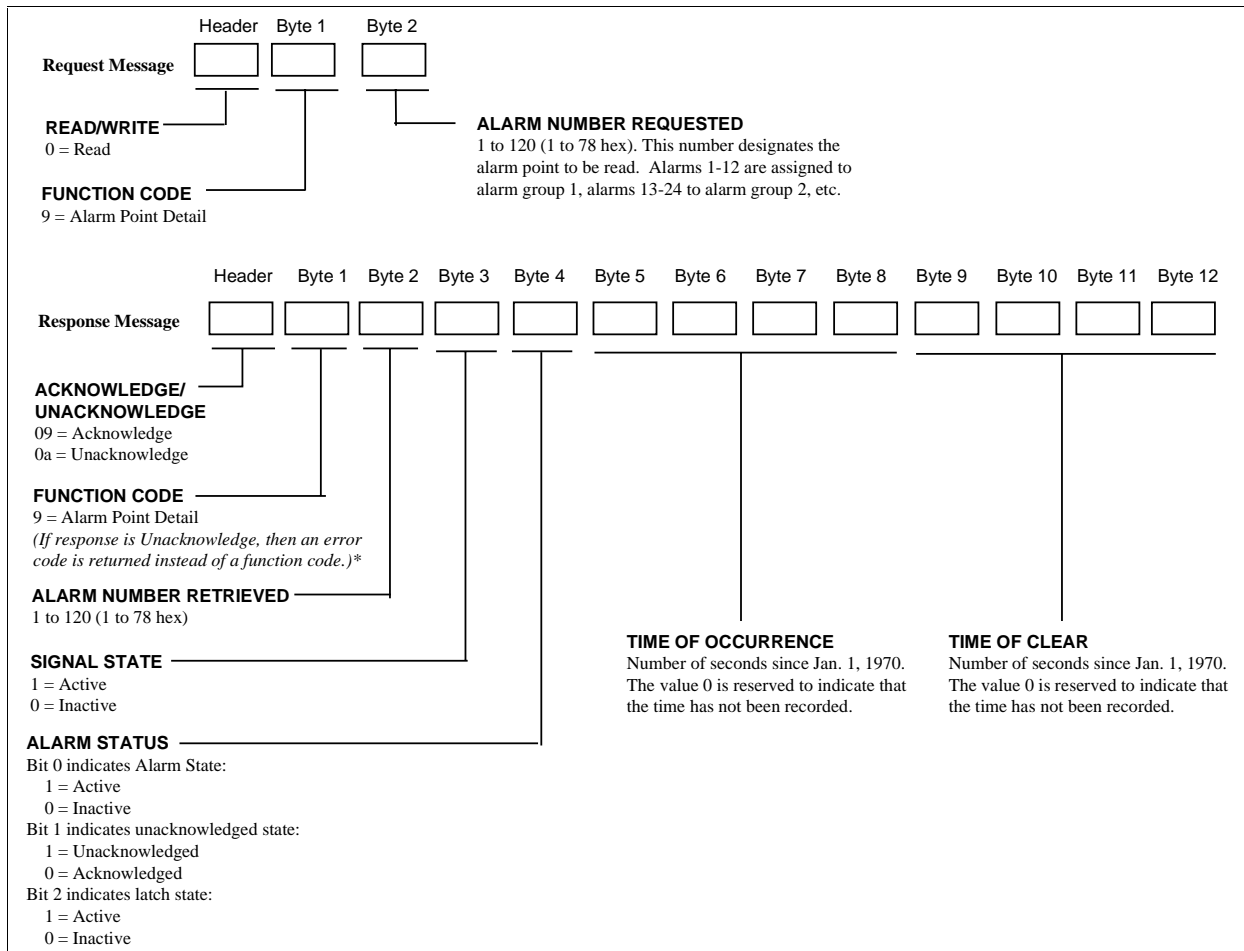 Header Byte 1 Byte 2
Request Message
READ/WRITE
0 = Read
FUNCTION CODE
9 = Alarm Point Detail
ALARM NUMBER REQUESTED
1 to 120 (1 to 78 hex). This number designates the
alarm point to be read. Alarms 1-12 are assigned to
alarm group 1, alarms 13-24 to alarm group 2, etc.
Header Byte 1 Byte 2 Byte 3 Byte 4 Byte 5 Byte 6 Byte 7 Byte 8 Byte 9 Byte 10 Byte 11 Byte 12
Response Message
ACKNOWLEDGE/
UNACKNOWLEDGE
09 = Acknowledge
0a = Unacknowledge
FUNCTION CODE
9 = Alarm Point Detail
(If response is Unacknowledge, then an error
code is returned instead of a function code.)*
ALARM NUMBER RETRIEVED
1 to 120 (1 to 78 hex)
SIGNAL STATE
1 = Active
0 = Inactive
ALARM STATUS
Bit 0 indicates Alarm State:
1 = Active
0 = Inactive
Bit 1 indicates unacknowledged state:
1 = Unacknowledged
0 = Acknowledged
Bit 2 indicates latch state:
1 = Active
0 = Inactive
TIME OF OCCURRENCE
Number of seconds since Jan. 1, 1970.
The value 0 is reserved to indicate that
the time has not been recorded.
TIME OF CLEAR
Number of seconds since Jan. 1, 1970.
The value 0 is reserved to indicate that
the time has not been recorded.